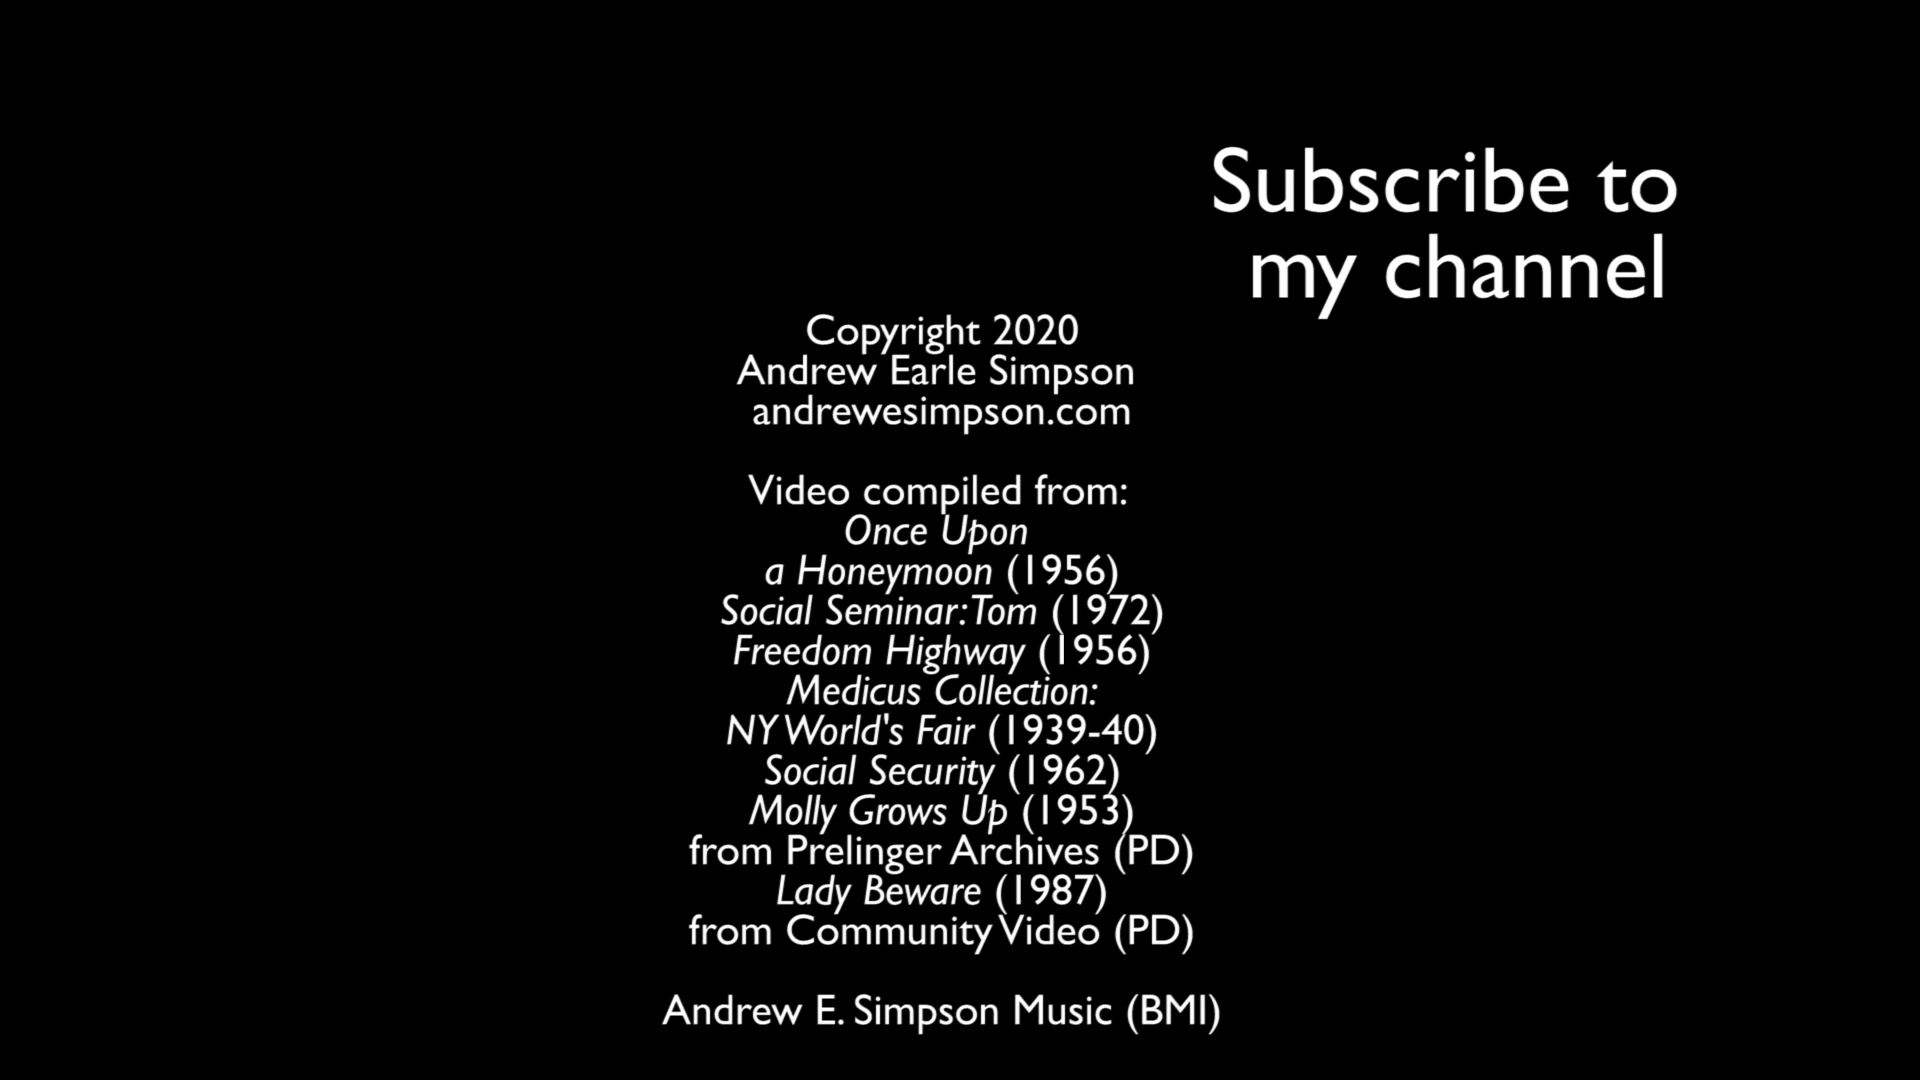 Subscribe to
my channel
Copyright 2020
Andrew Earle Simpson
andrewesimpson.com
Video compiled from:
Once Upon
a Honeymoon (1956)
Social Seminar: Tom (1972)
Freedom Highway (1956)
Medicus Collection:
NY World's Fair (1939-40)
Social Security (1962)
Molly Grows Up (1953)
from Prelinger Archives (PD)
Lady Beware (1987)
from Community Video (PD)
Andrew E. Simpson Music (BMI)